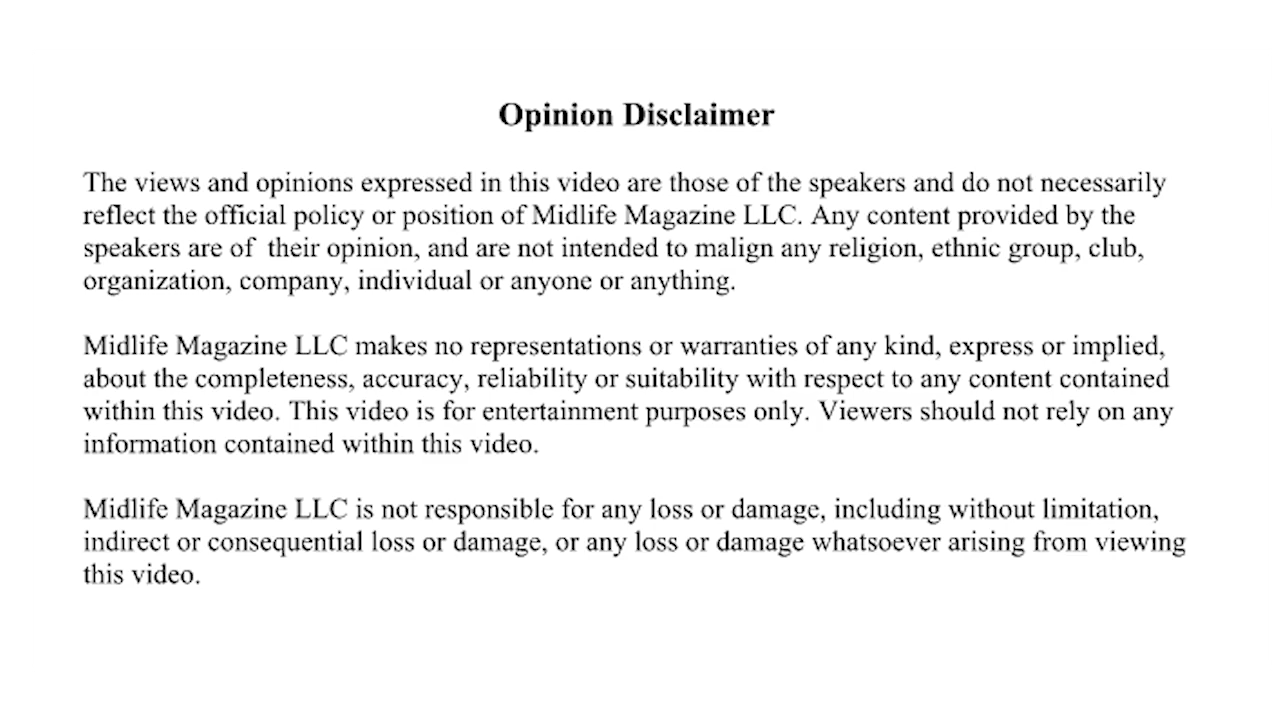 Opinion Disclaimer
The views and opinions expressed in this video are those of the speakers and do not necessarily
reflect the official policy or position of Midlife Magazine LLC. Any content provided by the
speakers are of  their opinion, and are not intended to malign any religion, ethnic group, club,
organization, company, individual or anyone or anything.
Midlife Magazine LLC makes no representations or warranties of any kind, express or implied,
about the completeness, accuracy, reliability or suitability with respect to any content contained
within this video. This video is for entertainment purposes only. Viewers should not rely on any
information contained within this video.
Midlife Magazine LLC is not responsible for any loss or damage, including without limitation,
indirect or consequential loss or damage, or any loss or damage whatsoever arising from viewing
this video.